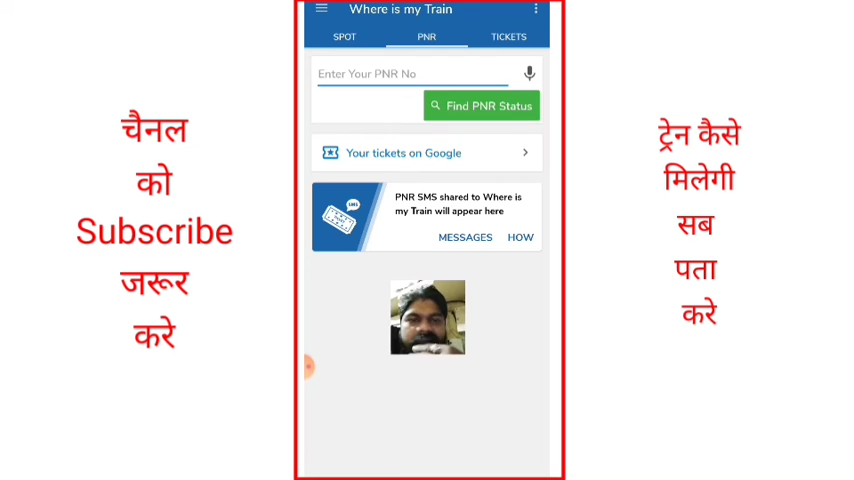 Where is my Train
SPOT PNR TICKETS
Enter Your PNR No
Find PNR Status
Your tickets on Google
SMS
PNR SMS shared to Where is
my Train will appear here
MESSAGES HOW
चैनल
को
Subscribe
जरूर
करे
ट्रेन कैसे
मिलेगी
सब
पता
करे